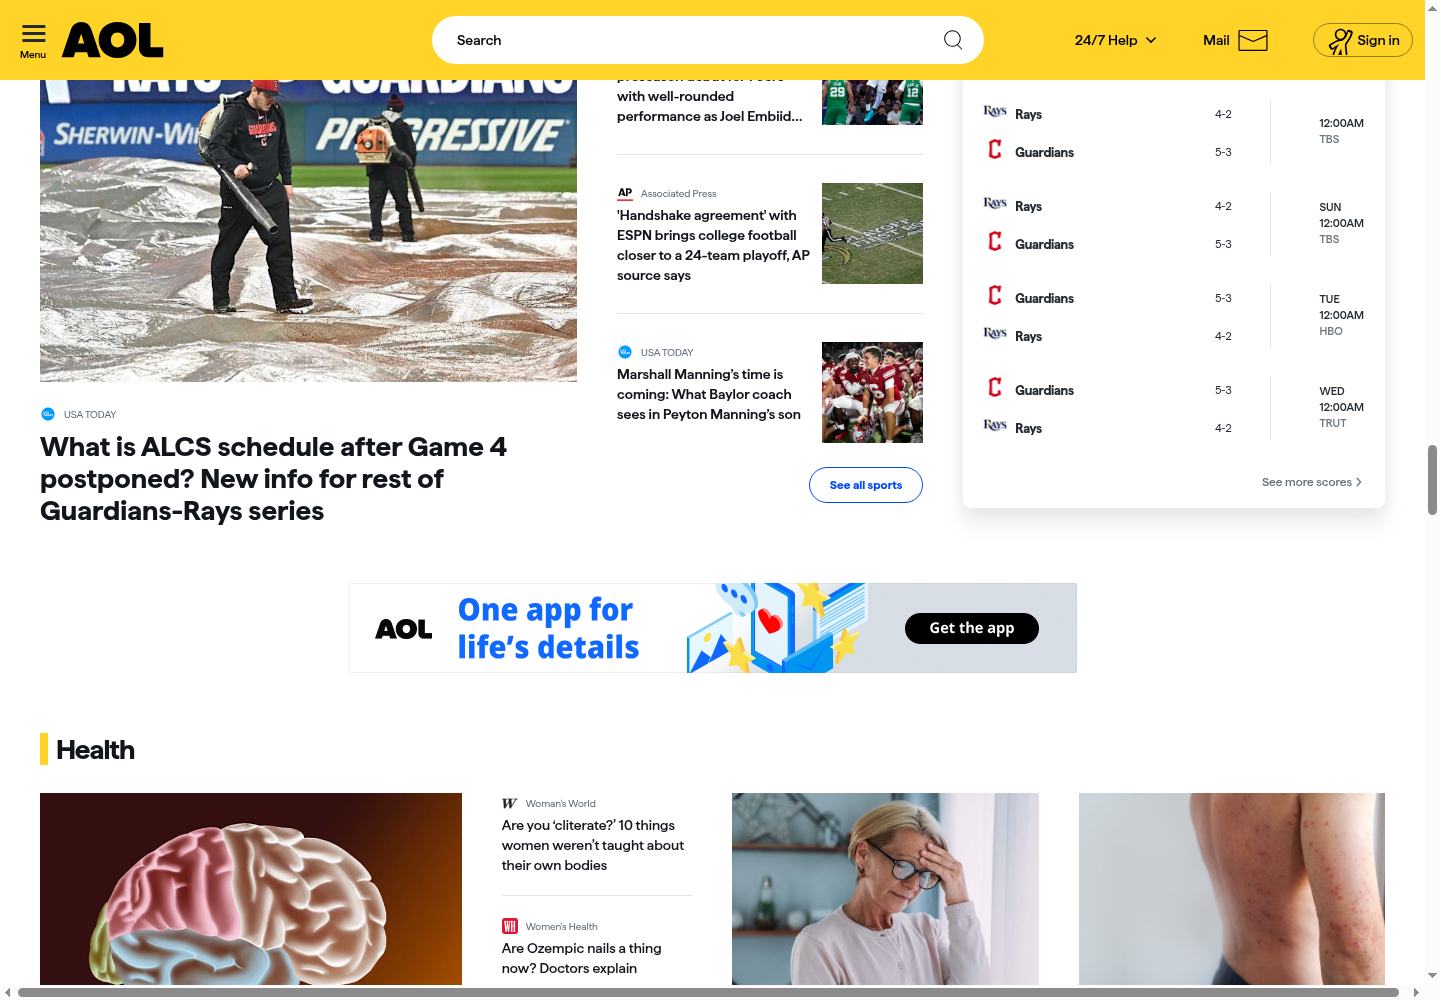 Menu
AOL
Search
24/7 Help
Mail
Sign in
RAYS
GUARDIANS
SHERWIN-WI
PROGRESSIVE
USA TODAY
What is ALCS schedule after Game 4
postponed? New info for rest of
Guardians-Rays series
with well-rounded
performance as Joel Embiid...
AP Associated Press
'Handshake agreement' with
ESPN brings college football
closer to a 24-team playoff, AP
source says
USA TODAY
Marshall Manning’s time is
coming: What Baylor coach
sees in Peyton Manning’s son
See all sports
RAYS Rays 4-2
Guardians 5-3
12:00AM
TBS
RAYS Rays 4-2
Guardians 5-3
SUN
12:00AM
TBS
Guardians 5-3
RAYS Rays 4-2
TUE
12:00AM
HBO
Guardians 5-3
RAYS Rays 4-2
WED
12:00AM
TRUT
See more scores
AOL
One app for
life’s details
Get the app
Health
W Woman's World
Are you ‘cliterate?’ 10 things
women weren’t taught about
their own bodies
WH Women's Health
Are Ozempic nails a thing
now? Doctors explain